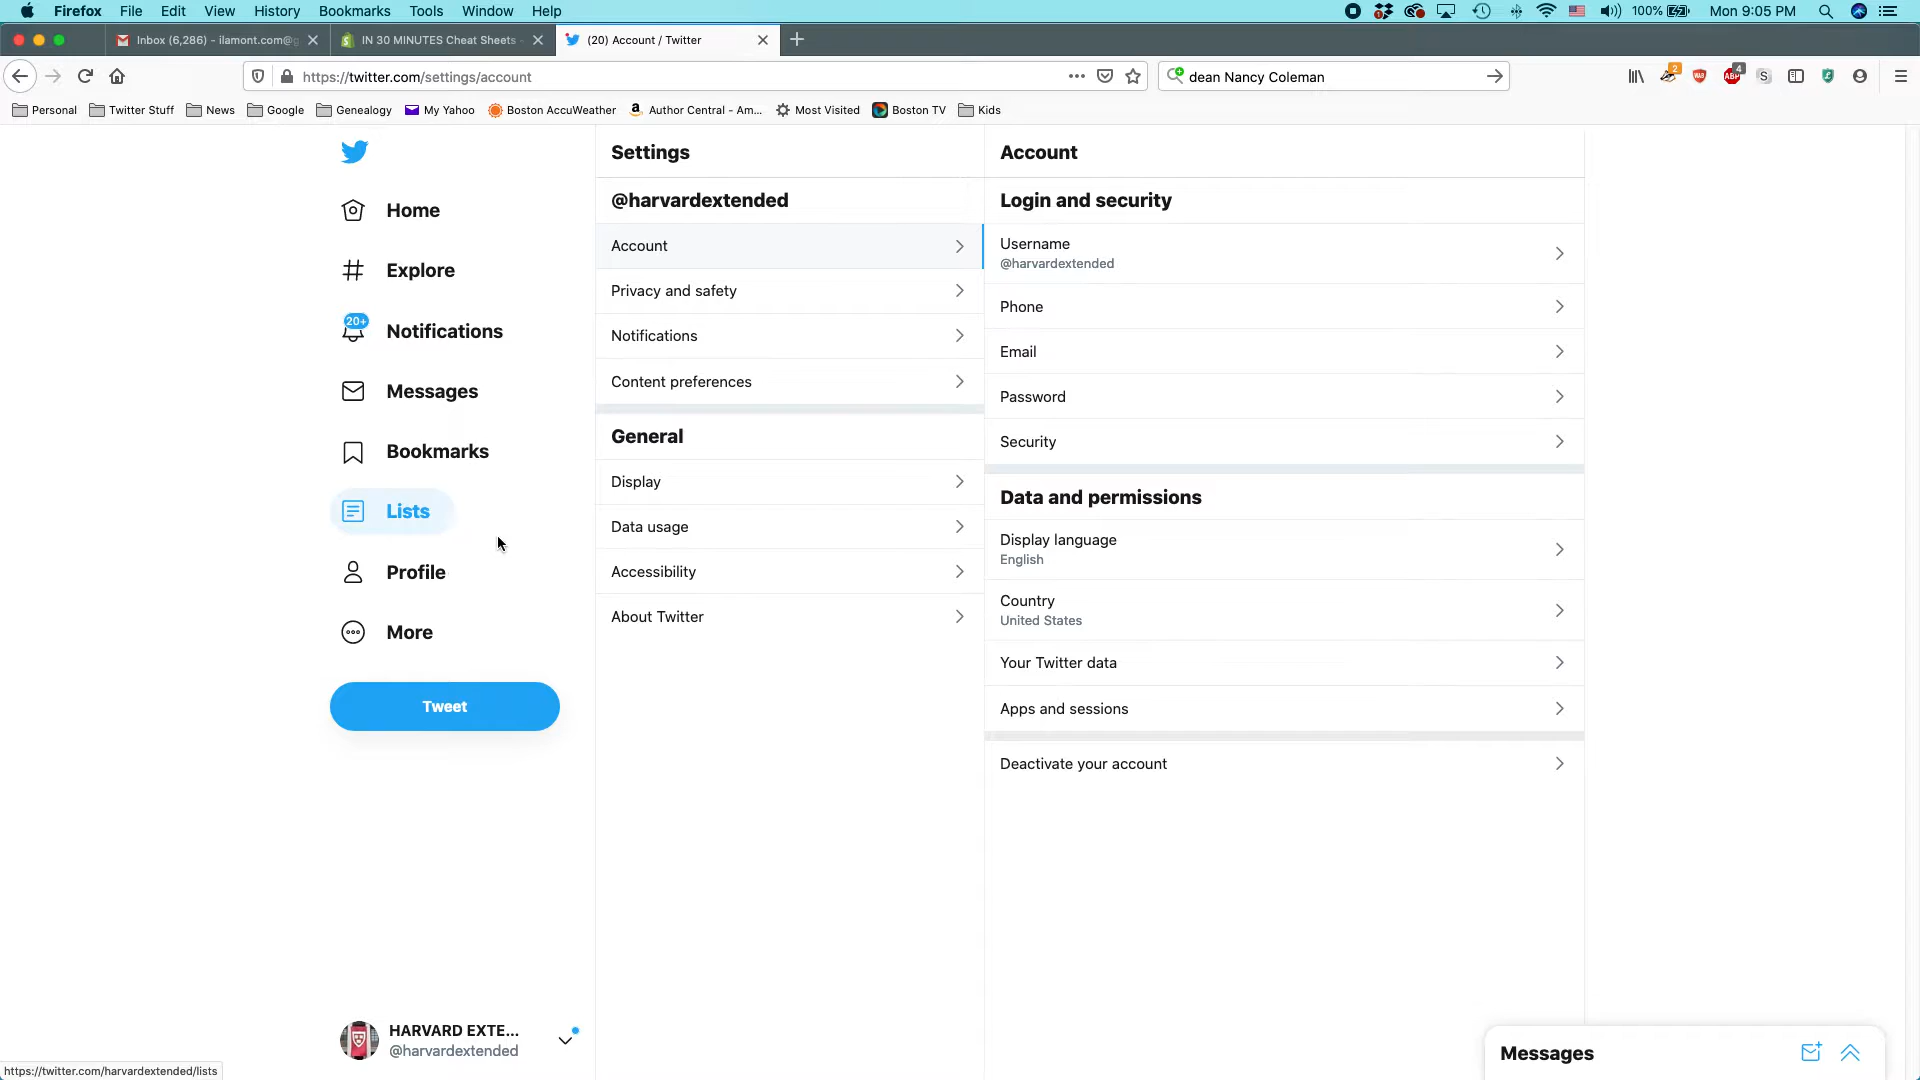 Firefox File Edit View History Bookmarks Tools Window Help 100% Mon 9:05 PM
Inbox (6,286) - ilamont.com@g IN 30 MINUTES Cheat Sheets - (20) Account / Twitter
https://twitter.com/settings/account dean Nancy Coleman 2 4 ABP S
Personal Twitter Stuff News Google Genealogy My Yahoo Boston AccuWeather Author Central - Am... Most Visited Boston TV Kids
Settings
Account
@harvardextended
Login and security
Home
Explore
20+
Notifications
Messages
Bookmarks
Lists
Profile
More
Tweet
Account
Privacy and safety
Notifications
Content preferences
General
Display
Data usage
Accessibility
About Twitter
Username
@harvardextended
Phone
Email
Password
Security
Data and permissions
Display language
English
Country
United States
Your Twitter data
Apps and sessions
Deactivate your account
HARVARD EXTE...
@harvardextended
Messages
https://twitter.com/harvardextended/lists